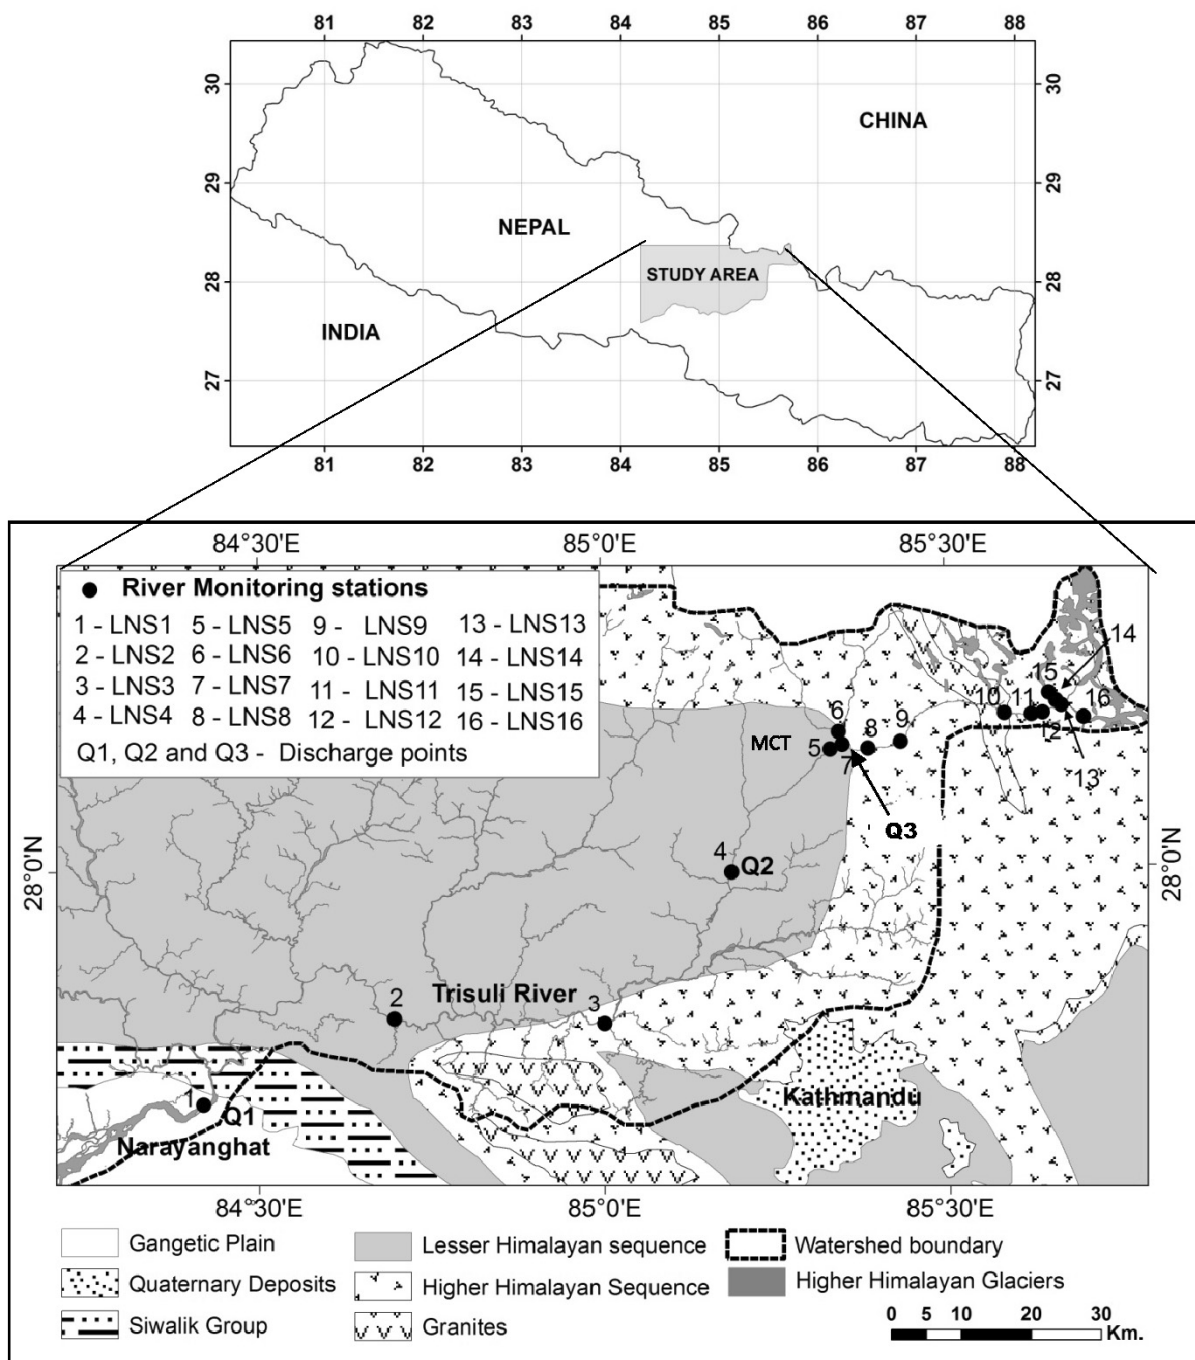 81 82 83 84 85 86 87 88
30 30
CHINA
29 29
NEPAL
STUDY AREA
28 28
INDIA
27 27
81 82 83 84 85 86 87 88
84°30'E 85°0'E 85°30'E
River Monitoring stations
1 - LNS1 5 - LNS5 9 - LNS9 13 - LNS13
2 - LNS2 6 - LNS6 10 - LNS10 14 - LNS14
3 - LNS3 7 - LNS7 11 - LNS11 15 - LNS15
4 - LNS4 8 - LNS8 12 - LNS12 16 - LNS16
Q1, Q2 and Q3 - Discharge points
14
15
10 11 16
6 9
MCT 8 12
5 7
13
Q3
4 Q2
28°0'N 28°0'N
2 Trisuli River 3
1 Q1
Kathmandu
Narayanghat
84°30'E 85°0'E 85°30'E
Gangetic Plain Lesser Himalayan sequence Watershed boundary
Quaternary Deposits Higher Himalayan Sequence Higher Himalayan Glaciers
Siwalik Group Granites
0 5 10 20 30
Km.